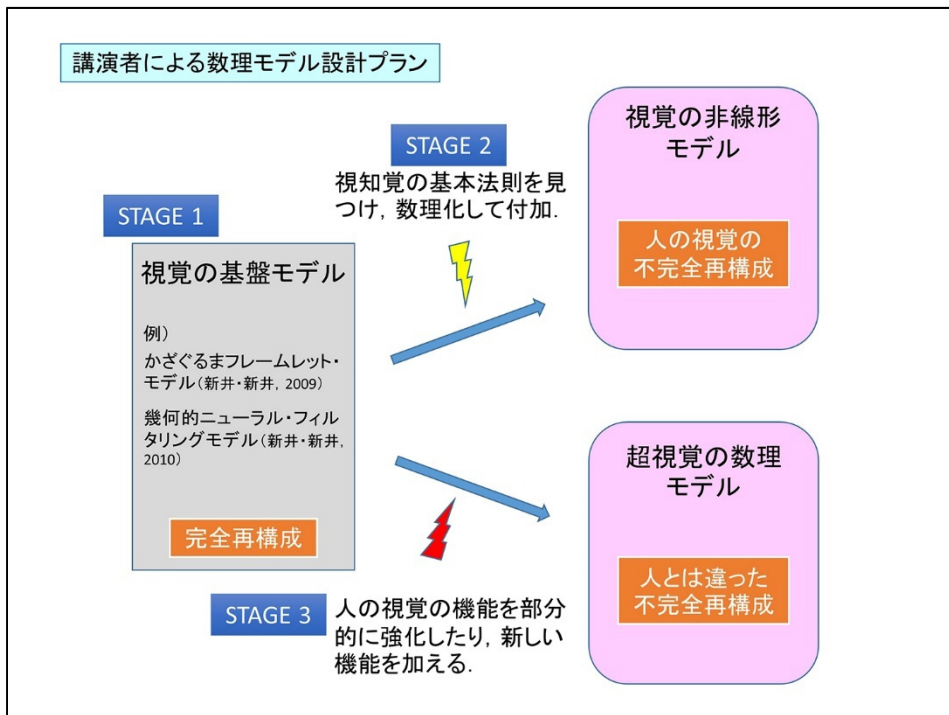 講演者による数理モデル設計プラン
STAGE 1
視覚の基盤モデル
例）
かざぐるまフレームレット・
モデル（新井・新井, 2009）
幾何的ニューラル・フィル
タリングモデル（新井・新井,
2010）
完全再構成
STAGE 2
視知覚の基本法則を見
つけ, 数理化して付加.
視覚の非線形
モデル
人の視覚の
不完全再構成
STAGE 3
人の視覚の機能を部分
的に強化したり, 新しい
機能を加える.
超視覚の数理
モデル
人とは違った
不完全再構成